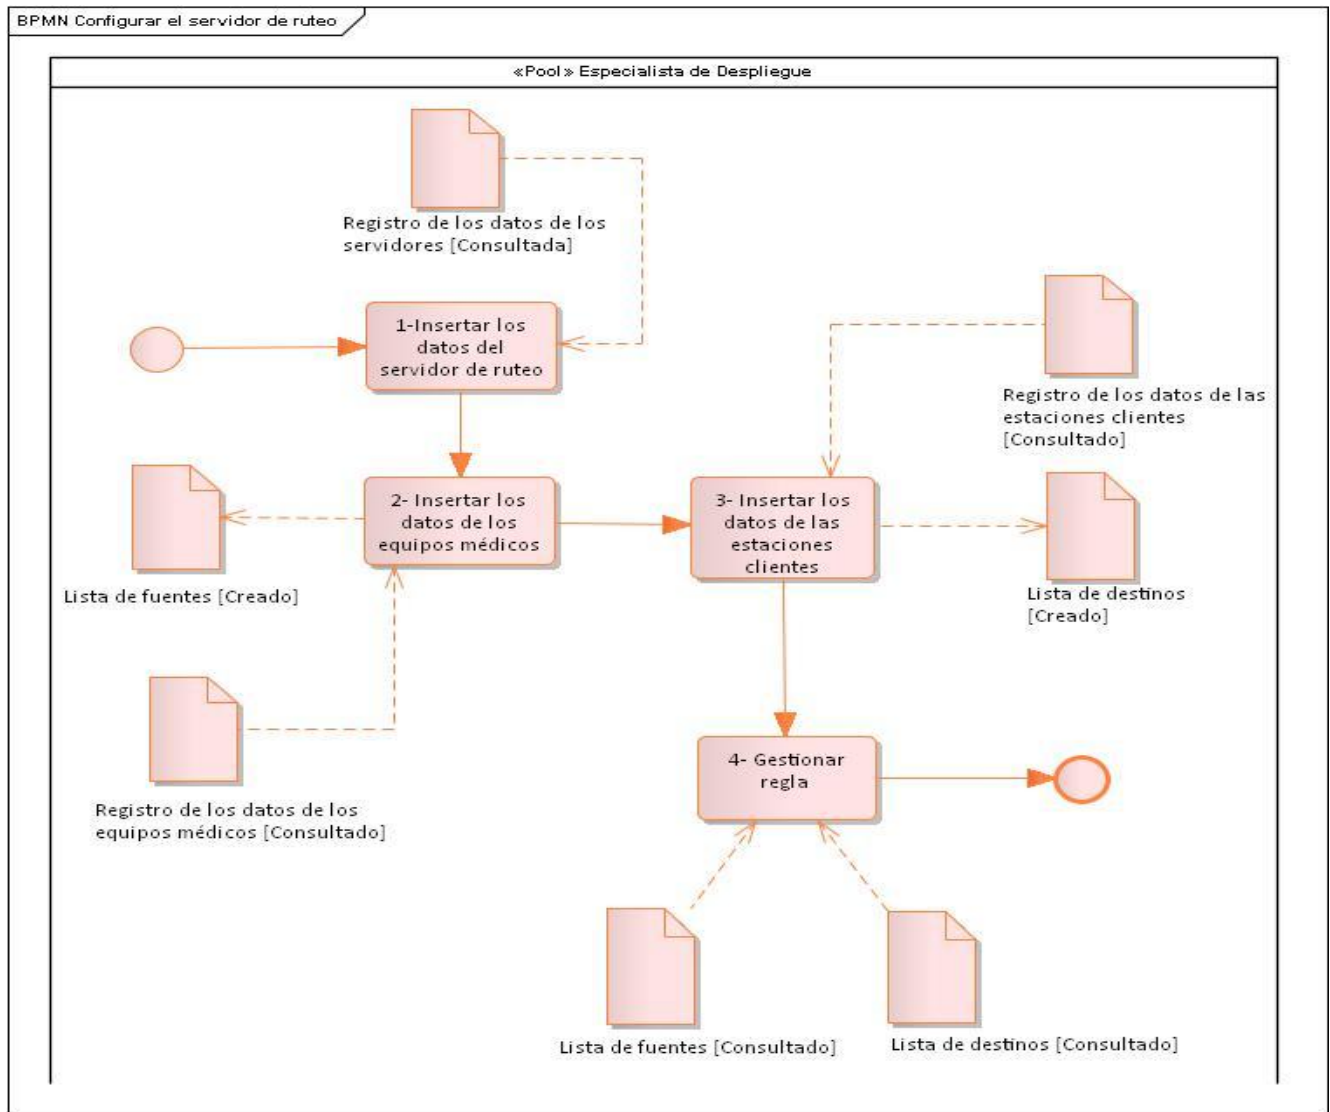 BPMN Configurar el servidor de ruteo
«Pool» Especialista de Despliegue
Registro de los datos de los
servidores [Consultada]
1-Insertar los
datos del
servidor de ruteo
Registro de los datos de las
estaciones clientes
[Consultado]
2- Insertar los
datos de los
equipos médicos
3- Insertar los
datos de las
estaciones
clientes
Lista de fuentes [Creado]
Lista de destinos
[Creado]
4- Gestionar
regla
Registro de los datos de los
equipos médicos [Consultado]
Lista de fuentes [Consultado]
Lista de destinos [Consultado]